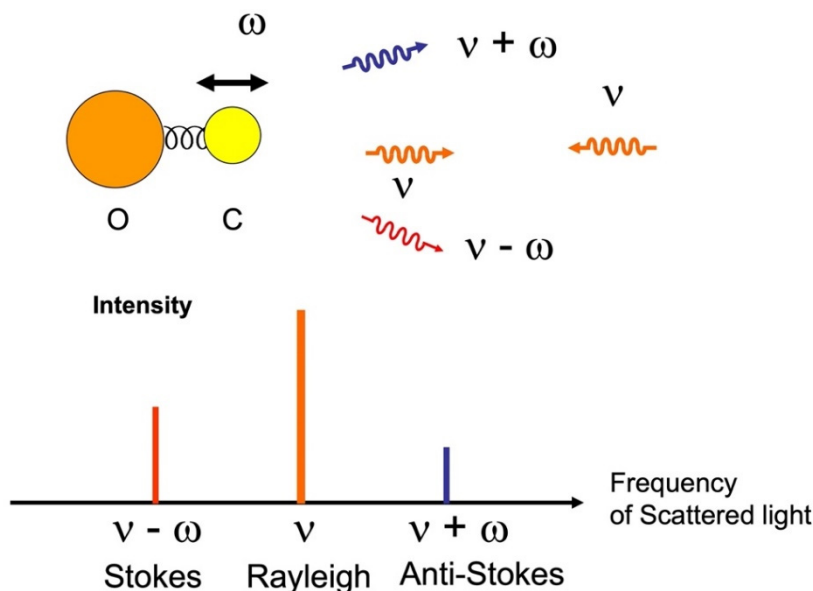 ω
ν + ω
ν
ν
O C
ν - ω
Intensity
Frequency
of Scattered light
ν - ω ν ν + ω
Stokes Rayleigh Anti-Stokes